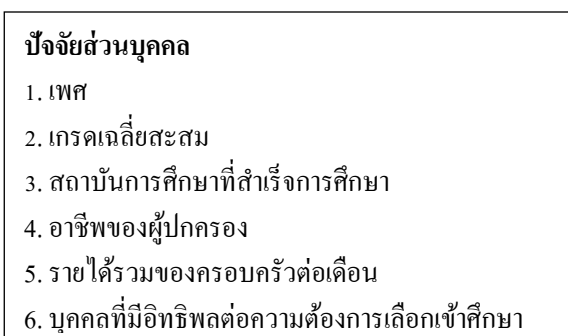 ปัจจัยส่วนบุคคล
1. เพศ
2. เกรดเฉลี่ยสะสม
3. สถาบันการศึกษาที่สำเร็จการศึกษา
4. อาชีพของผู้ปกครอง
5. รายได้รวมของครอบครัวต่อเดือน
6. บุคคลที่มีอิทธิพลต่อความต้องการเลือกเข้าศึกษา